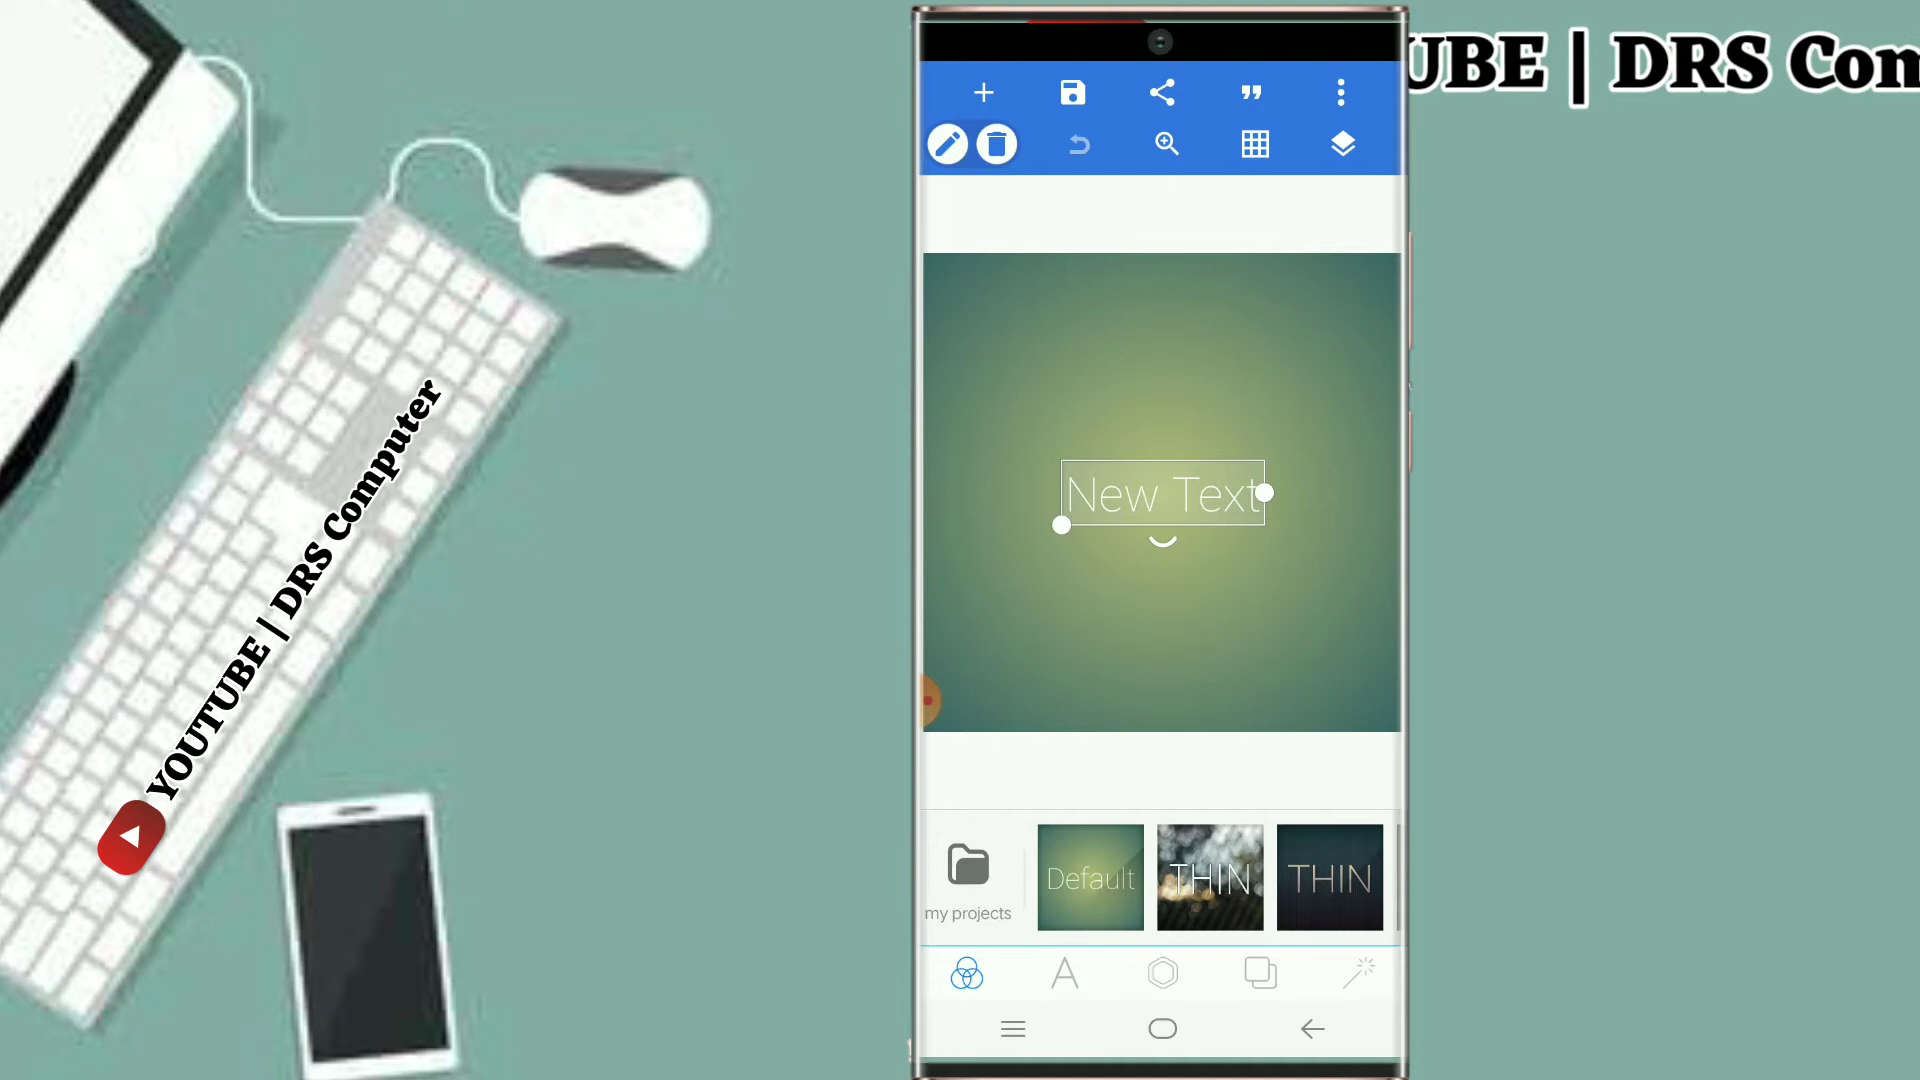 UBE | DRS Com
YOUTUBE | DRS Computer
New Text
Default
THIN
THIN
my projects